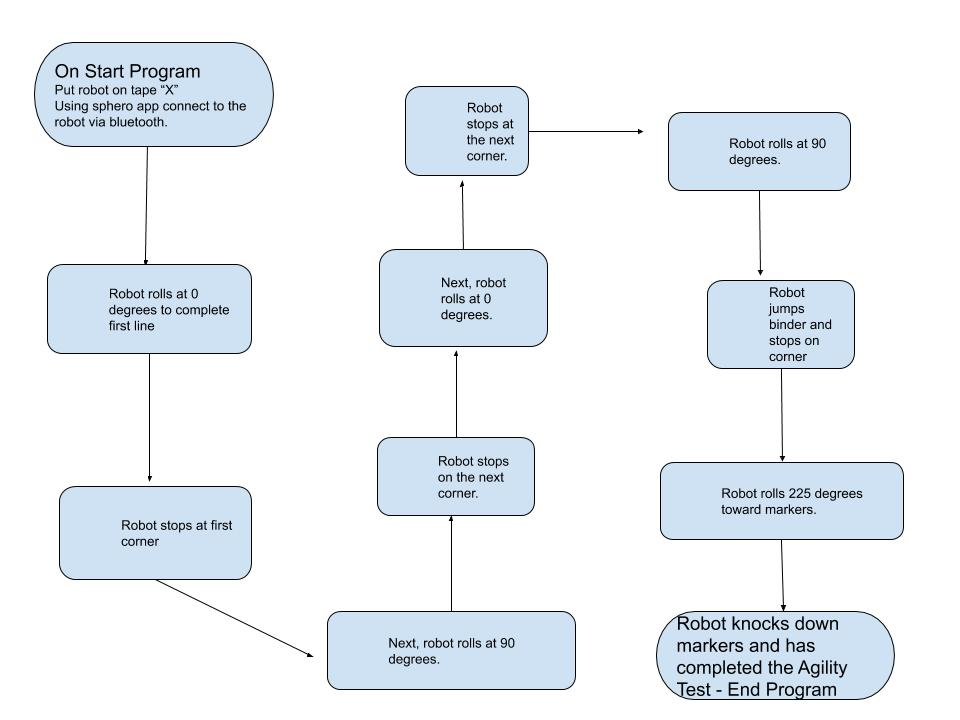 On Start Program
Put robot on tape “X”
Using sphero app connect to the
robot via bluetooth.
Robot rolls at 0
degrees to complete
first line
Robot stops at first
corner
Next, robot rolls at 90
degrees.
Robot stops
on the next
corner.
Next, robot
rolls at 0
degrees.
Robot
stops at
the next
corner.
Robot rolls at 90
degrees.
Robot
jumps
binder and
stops on
corner
Robot rolls 225 degrees
toward markers.
Robot knocks down
markers and has
completed the Agility
Test - End Program